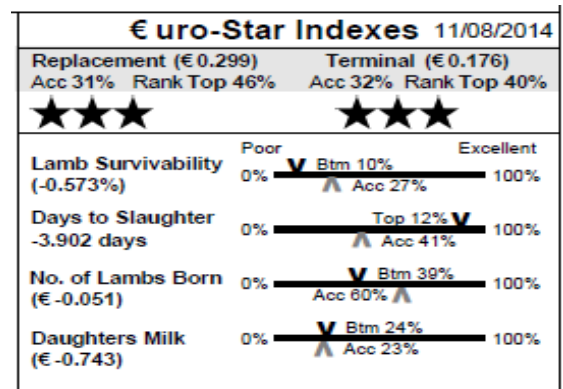 €uro-Star Indexes 11/08/2014
Replacement (€0.299) Terminal (€0.176)
Acc 31% Rank Top 46% Acc 32% Rank Top 40%
Poor Excellent
Lamb Survivability 0% Btm 10% 100%
(-0.573%) Acc 27%
Days to Slaughter 0% Top 12% 100%
-3.902 days Acc 41%
No. of Lambs Born 0% Btm 39% 100%
(€-0.051) Acc 60%
Daughters Milk 0% Btm 24% 100%
(€-0.743) Acc 23%